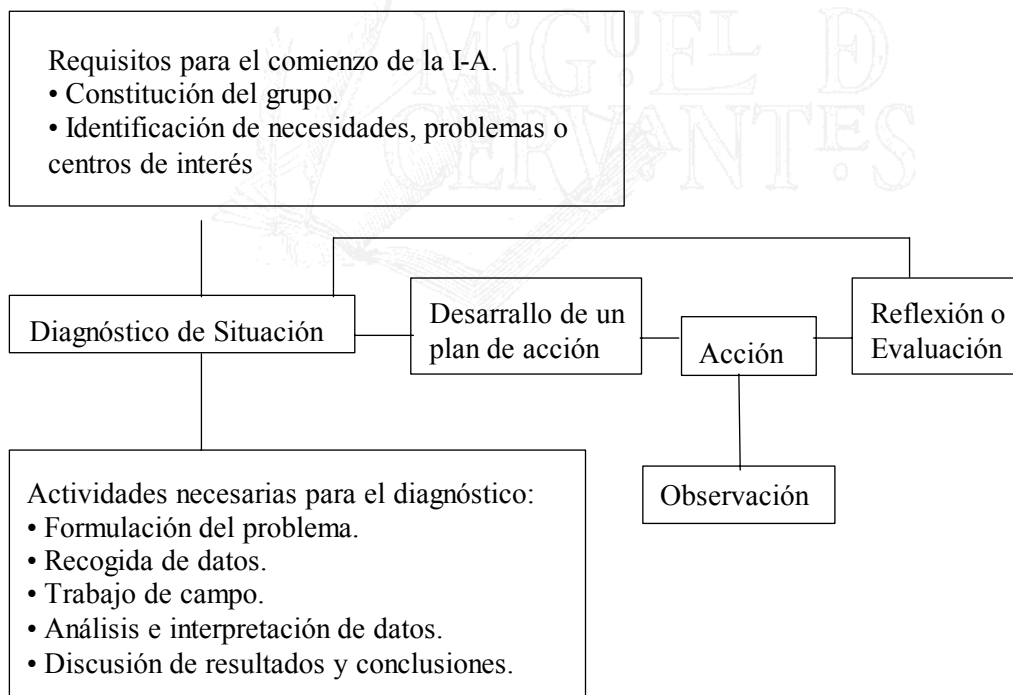 MiGUEL D
CERVANTES
Requisitos para el comienzo de la I-A.
• Constitución del grupo.
• Identificación de necesidades, problemas o
centros de interés
Diagnóstico de Situación
Desarrallo de un
plan de acción
Acción
Reflexión o
Evaluación
Observación
Actividades necesarias para el diagnóstico:
• Formulación del problema.
• Recogida de datos.
• Trabajo de campo.
• Análisis e interpretación de datos.
• Discusión de resultados y conclusiones.